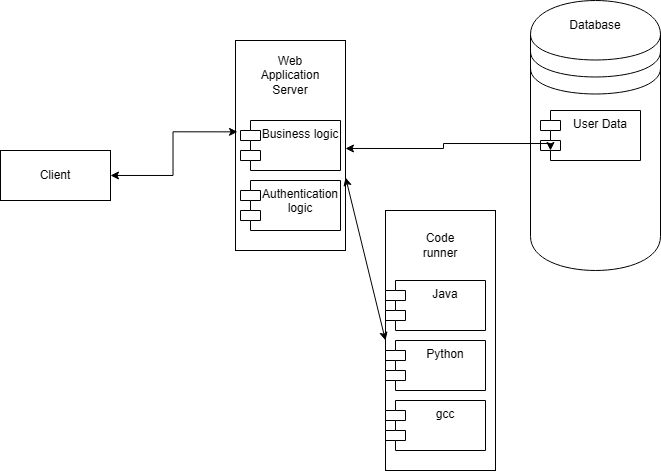 Client
Web
Application
Server
Business logic
Authentication
logic
Database
User Data
Code
runner
Java
Python
gcc